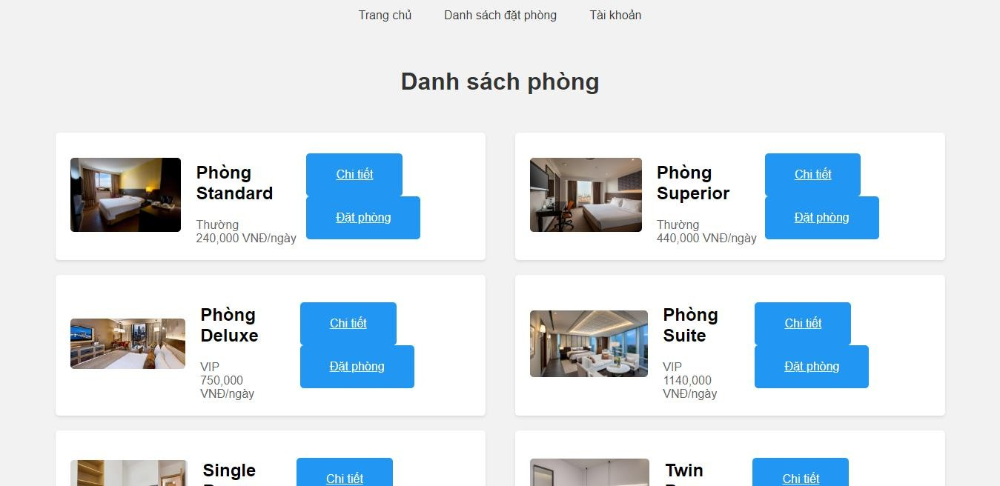 Trang chủ
Danh sách đặt phòng
Tài khoản
Danh sách phòng
Phòng
Standard
Thường
240,000 VNĐ/ngày
Chi tiết
Đặt phòng
Phòng
Superior
Thường
440,000 VNĐ/ngày
Chi tiết
Đặt phòng
Phòng
Deluxe
VIP
750,000
VNĐ/ngày
Chi tiết
Đặt phòng
Phòng
Suite
VIP
1140,000
VNĐ/ngày
Chi tiết
Đặt phòng
Single
Chi tiết
Twin
Chi tiết